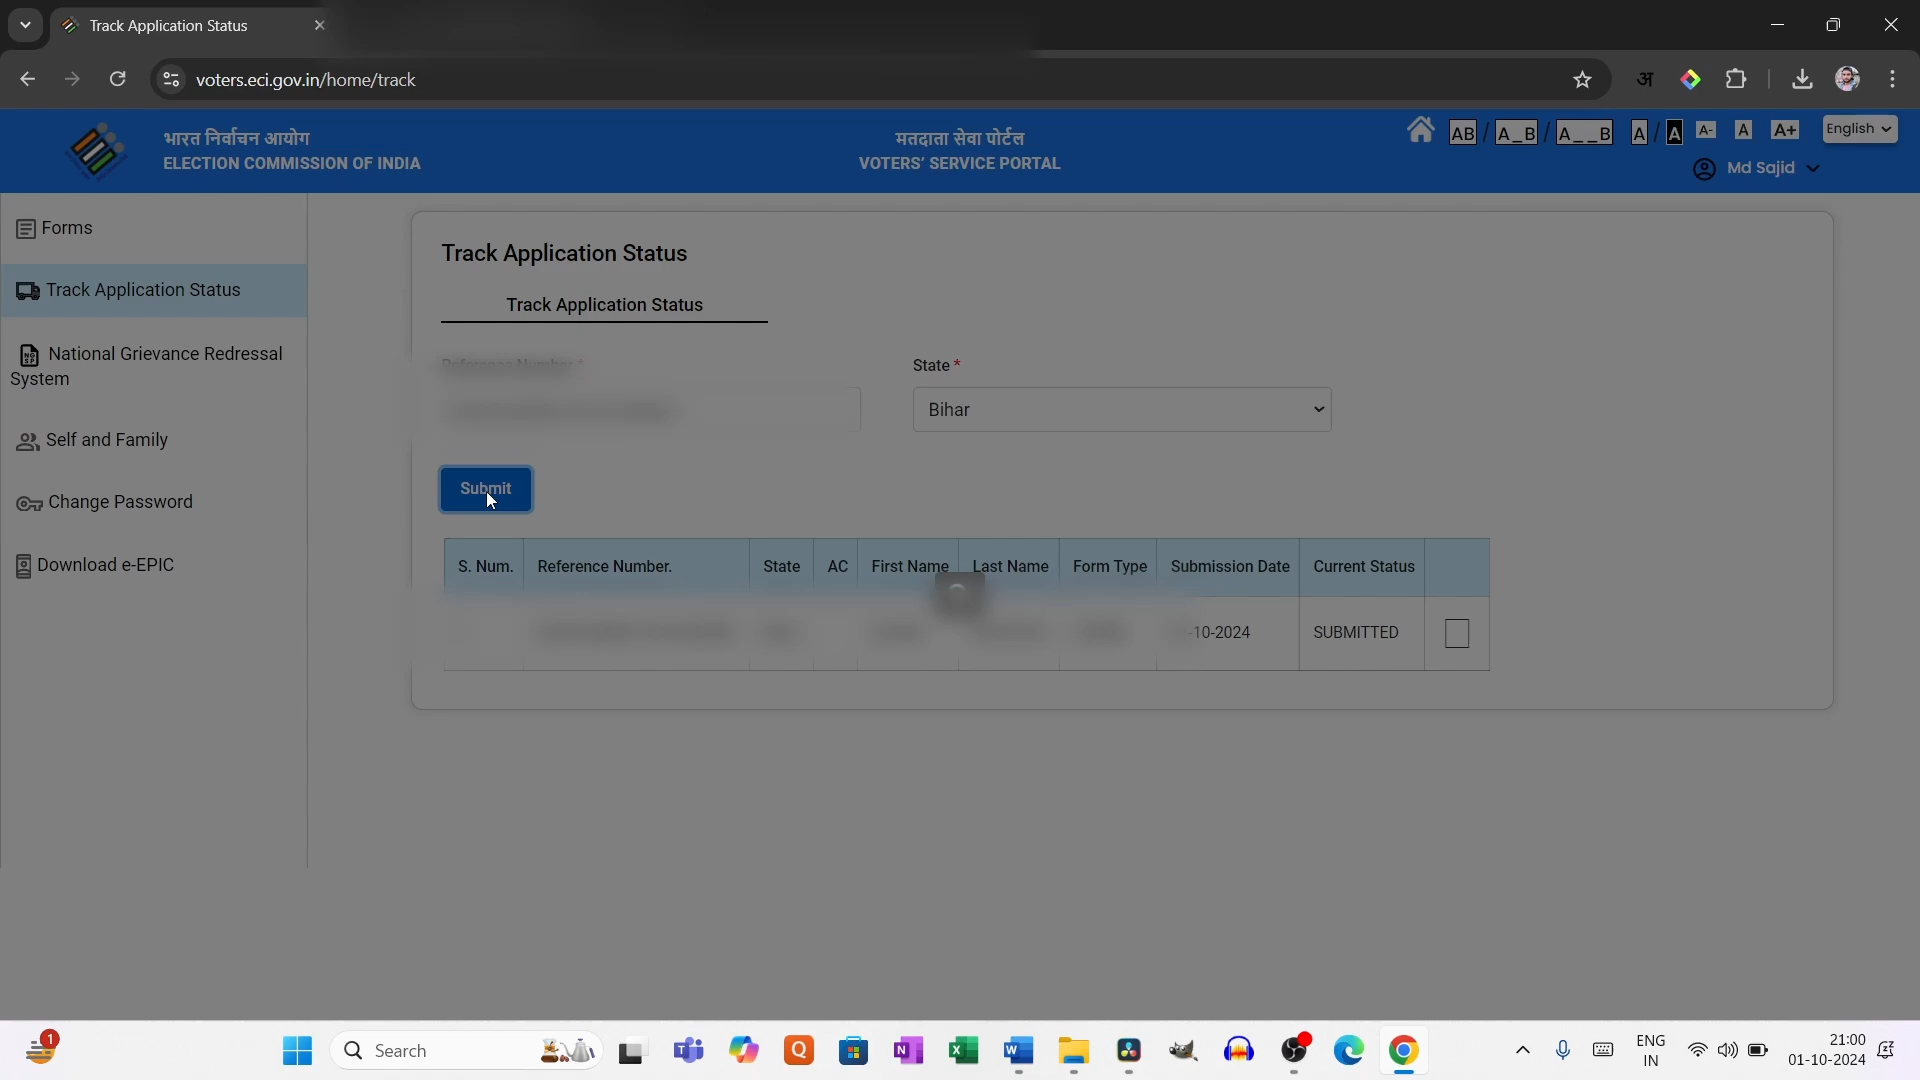 Track Application Status
voters.eci.gov.in/home/track
अ
भारत निर्वाचन आयोग
ELECTION COMMISSION OF INDIA
मतदाता सेवा पोर्टल
VOTERS' SERVICE PORTAL
AB / A_B / A__B A / A A- A A+ English
Md Sajid
Forms
Track Application Status
National Grievance Redressal
System
Self and Family
Change Password
Download e-EPIC
Track Application Status
Track Application Status
Reference Number *
State *
Bihar
Submit
S. Num. Reference Number. State AC First Name Last Name Form Type Submission Date Current Status
-10-2024 SUBMITTED
1
Search
ENG
IN
21:00
01-10-2024